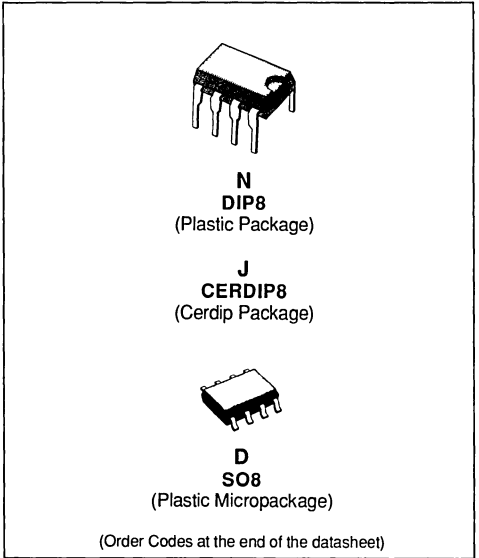 N
DIP8
(Plastic Package)
J
CERDIP8
(Cerdip Package)
D
SO8
(Plastic Micropackage)
(Order Codes at the end of the datasheet)